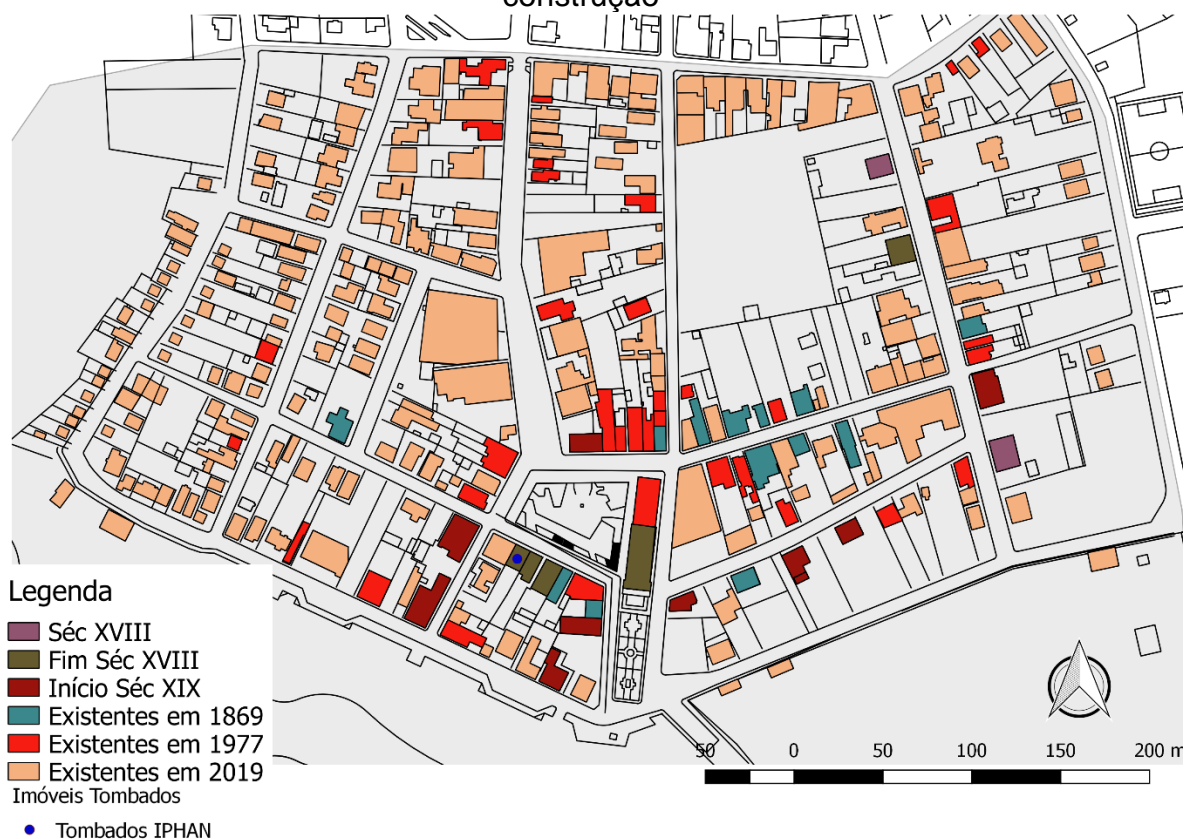 construção
Legenda
Séc XVIII
Fim Séc XVIII
Início Séc XIX
Existentes em 1869
Existentes em 1977
Existentes em 2019
Imóveis Tombados
Tombados IPHAN
50 0 50 100 150 200 m